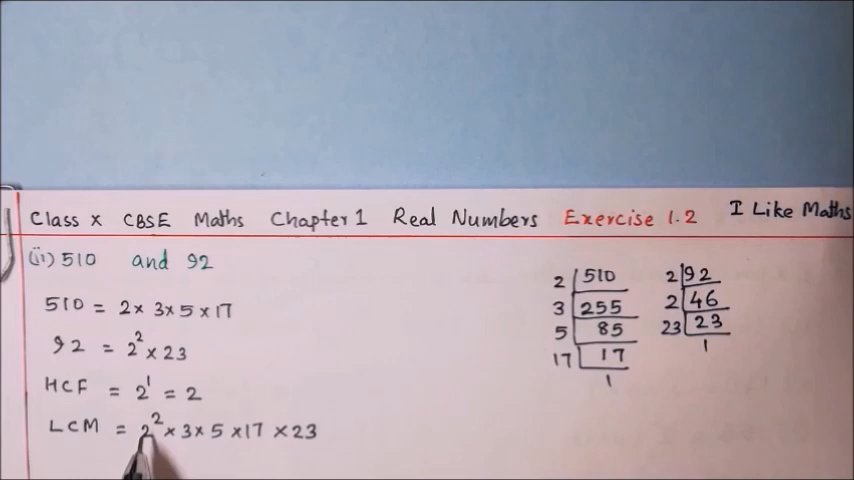 Class X CBSE Maths Chapter 1 Real Numbers Exercise 1.2 I Like Maths
(ii) 510 and 92
510 = 2 × 3 × 5 × 17
92 = 2² × 23
HCF = 2¹ = 2
LCM = 2² × 3 × 5 × 17 × 23
2 | 510
3 | 255
5 | 85
17 | 17
1
2 | 92
2 | 46
23 | 23
1